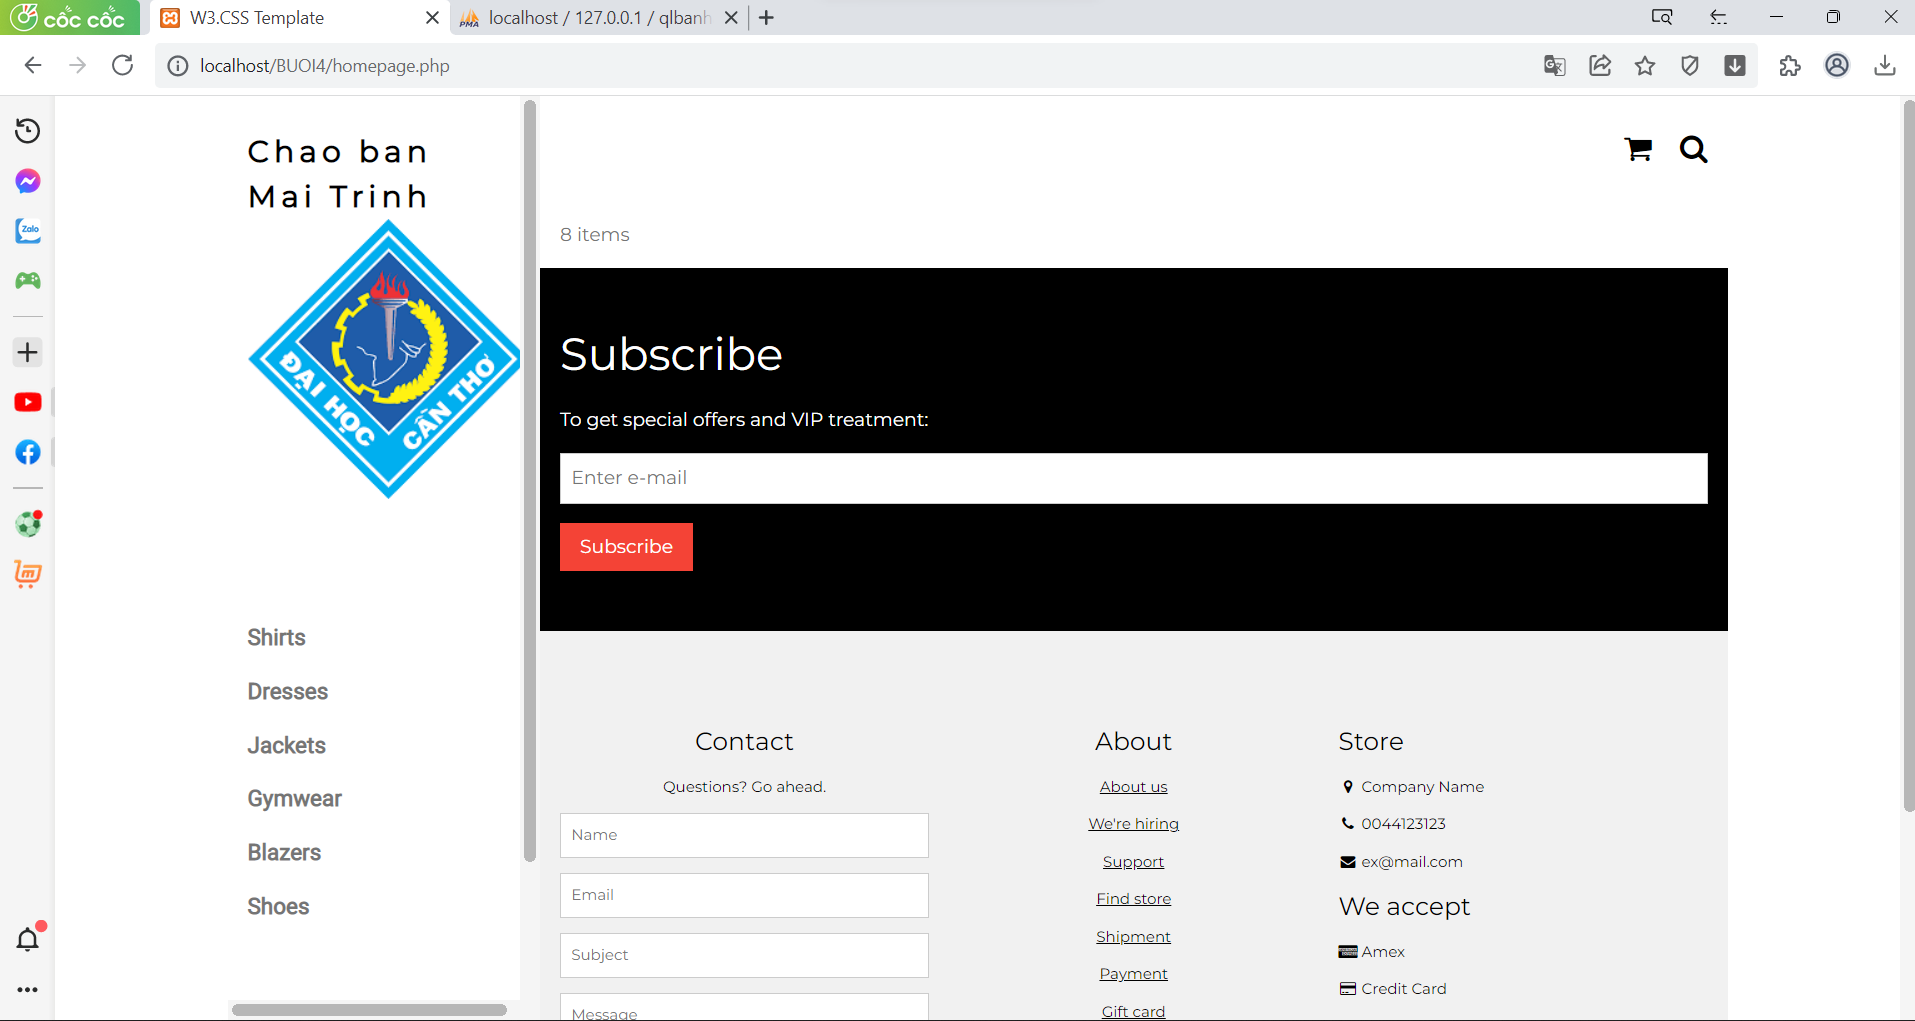 cốc cốc
W3.CSS Template
localhost / 127.0.0.1 / qlbanh
localhost/BUOI4/homepage.php
Zalo
Chao ban
Mai Trinh
ĐẠI HỌC CẦN THƠ
Shirts
Dresses
Jackets
Gymwear
Blazers
Shoes
8 items
Subscribe
To get special offers and VIP treatment:
Enter e-mail
Subscribe
Contact
Questions? Go ahead.
Name
Email
Subject
Message
About
About us
We're hiring
Support
Find store
Shipment
Payment
Gift card
Store
Company Name
0044123123
ex@mail.com
We accept
Amex
Credit Card